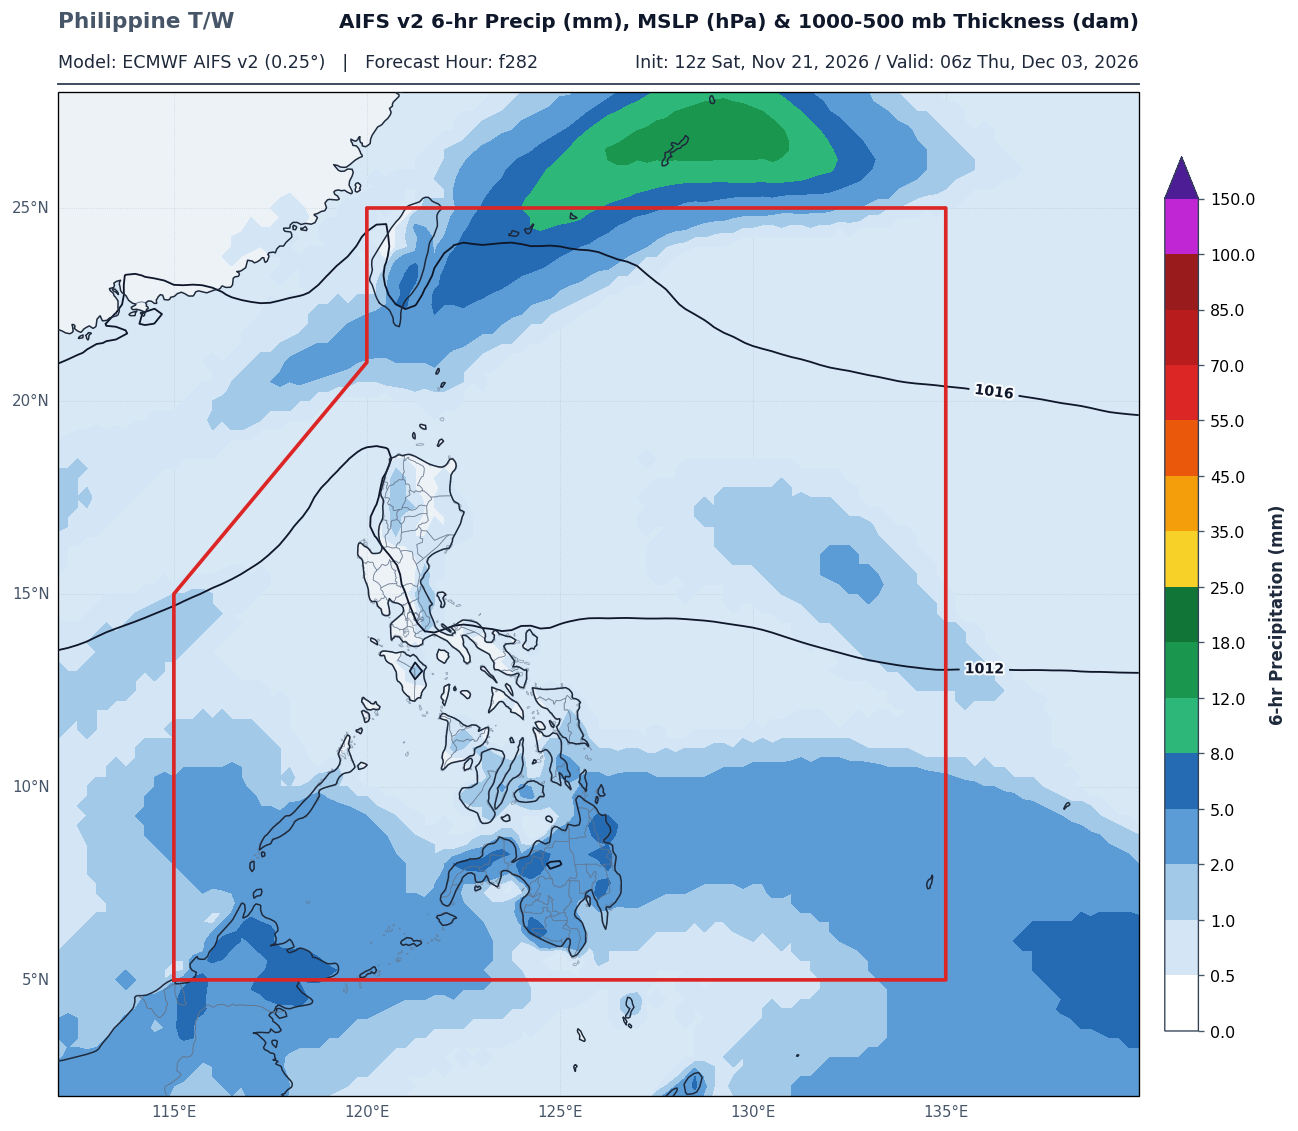 Philippine T/W
AIFS v2 6-hr Precip (mm), MSLP (hPa) & 1000-500 mb Thickness (dam)
Model: ECMWF AIFS v2 (0.25°)   |   Forecast Hour: f282
Init: 12z Sat, Nov 21, 2026 / Valid: 06z Thu, Dec 03, 2026
25°N
20°N
15°N
10°N
5°N
115°E
120°E
125°E
130°E
135°E
1016
1012
150.0
100.0
85.0
70.0
55.0
45.0
35.0
25.0
18.0
12.0
8.0
5.0
2.0
1.0
0.5
0.0
6-hr Precipitation (mm)